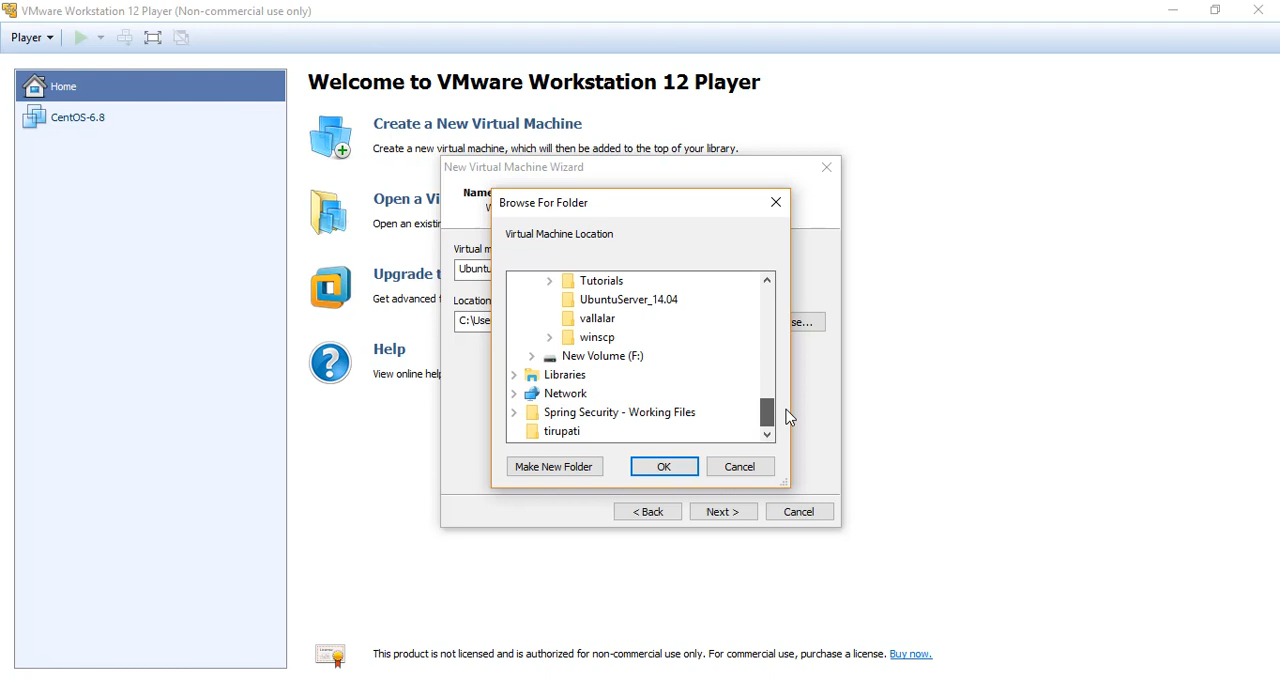 VMware Workstation 12 Player (Non-commercial use only)
Player
Home
CentOS-6.8
Welcome to VMware Workstation 12 Player
Create a New Virtual Machine
Create a new virtual machine, which will then be added to the top of your library.
Open a Vi
Open an existin
Upgrade t
Get advanced f
Help
View online help
New Virtual Machine Wizard
Name
W
Virtual m
Ubuntu
Location
C:\Use
se...
Browse For Folder
Virtual Machine Location
Tutorials
UbuntuServer_14.04
vallalar
winscp
New Volume (F:)
Libraries
Network
Spring Security - Working Files
tirupati
Make New Folder
OK
Cancel
< Back
Next >
Cancel
This product is not licensed and is authorized for non-commercial use only. For commercial use, purchase a license. Buy now.